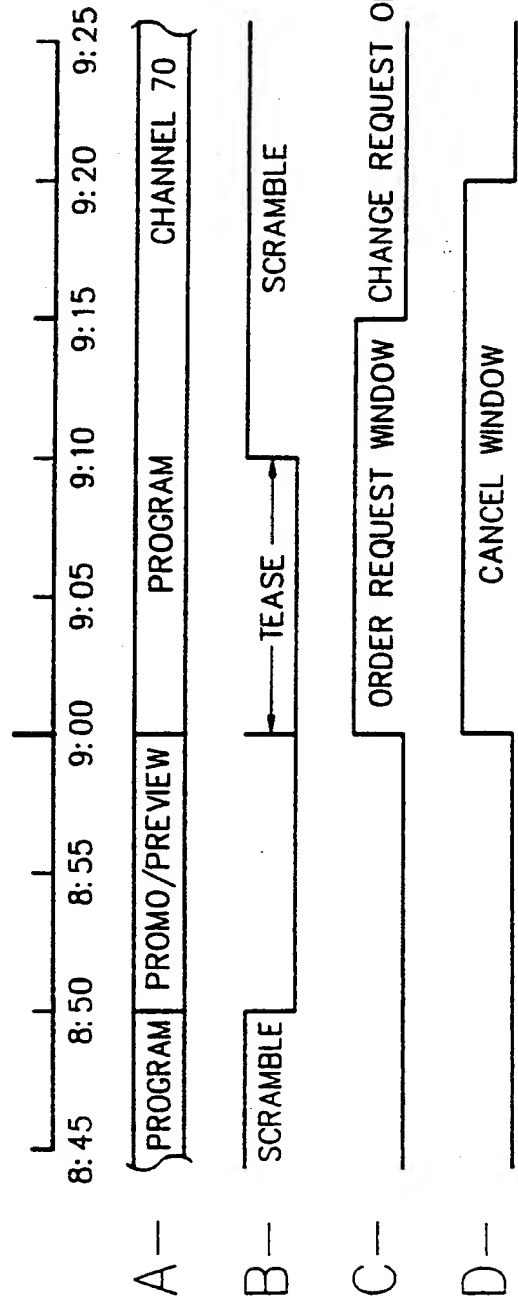 8:45 8:50 8:55 9:00 9:05 9:10 9:15 9:20 9:25
A— PROGRAM PROMO/PREVIEW PROGRAM CHANNEL 70
B— SCRAMBLE TEASE SCRAMBLE
C— ORDER REQUEST WINDOW CHANGE REQUEST
D— CANCEL WINDOW